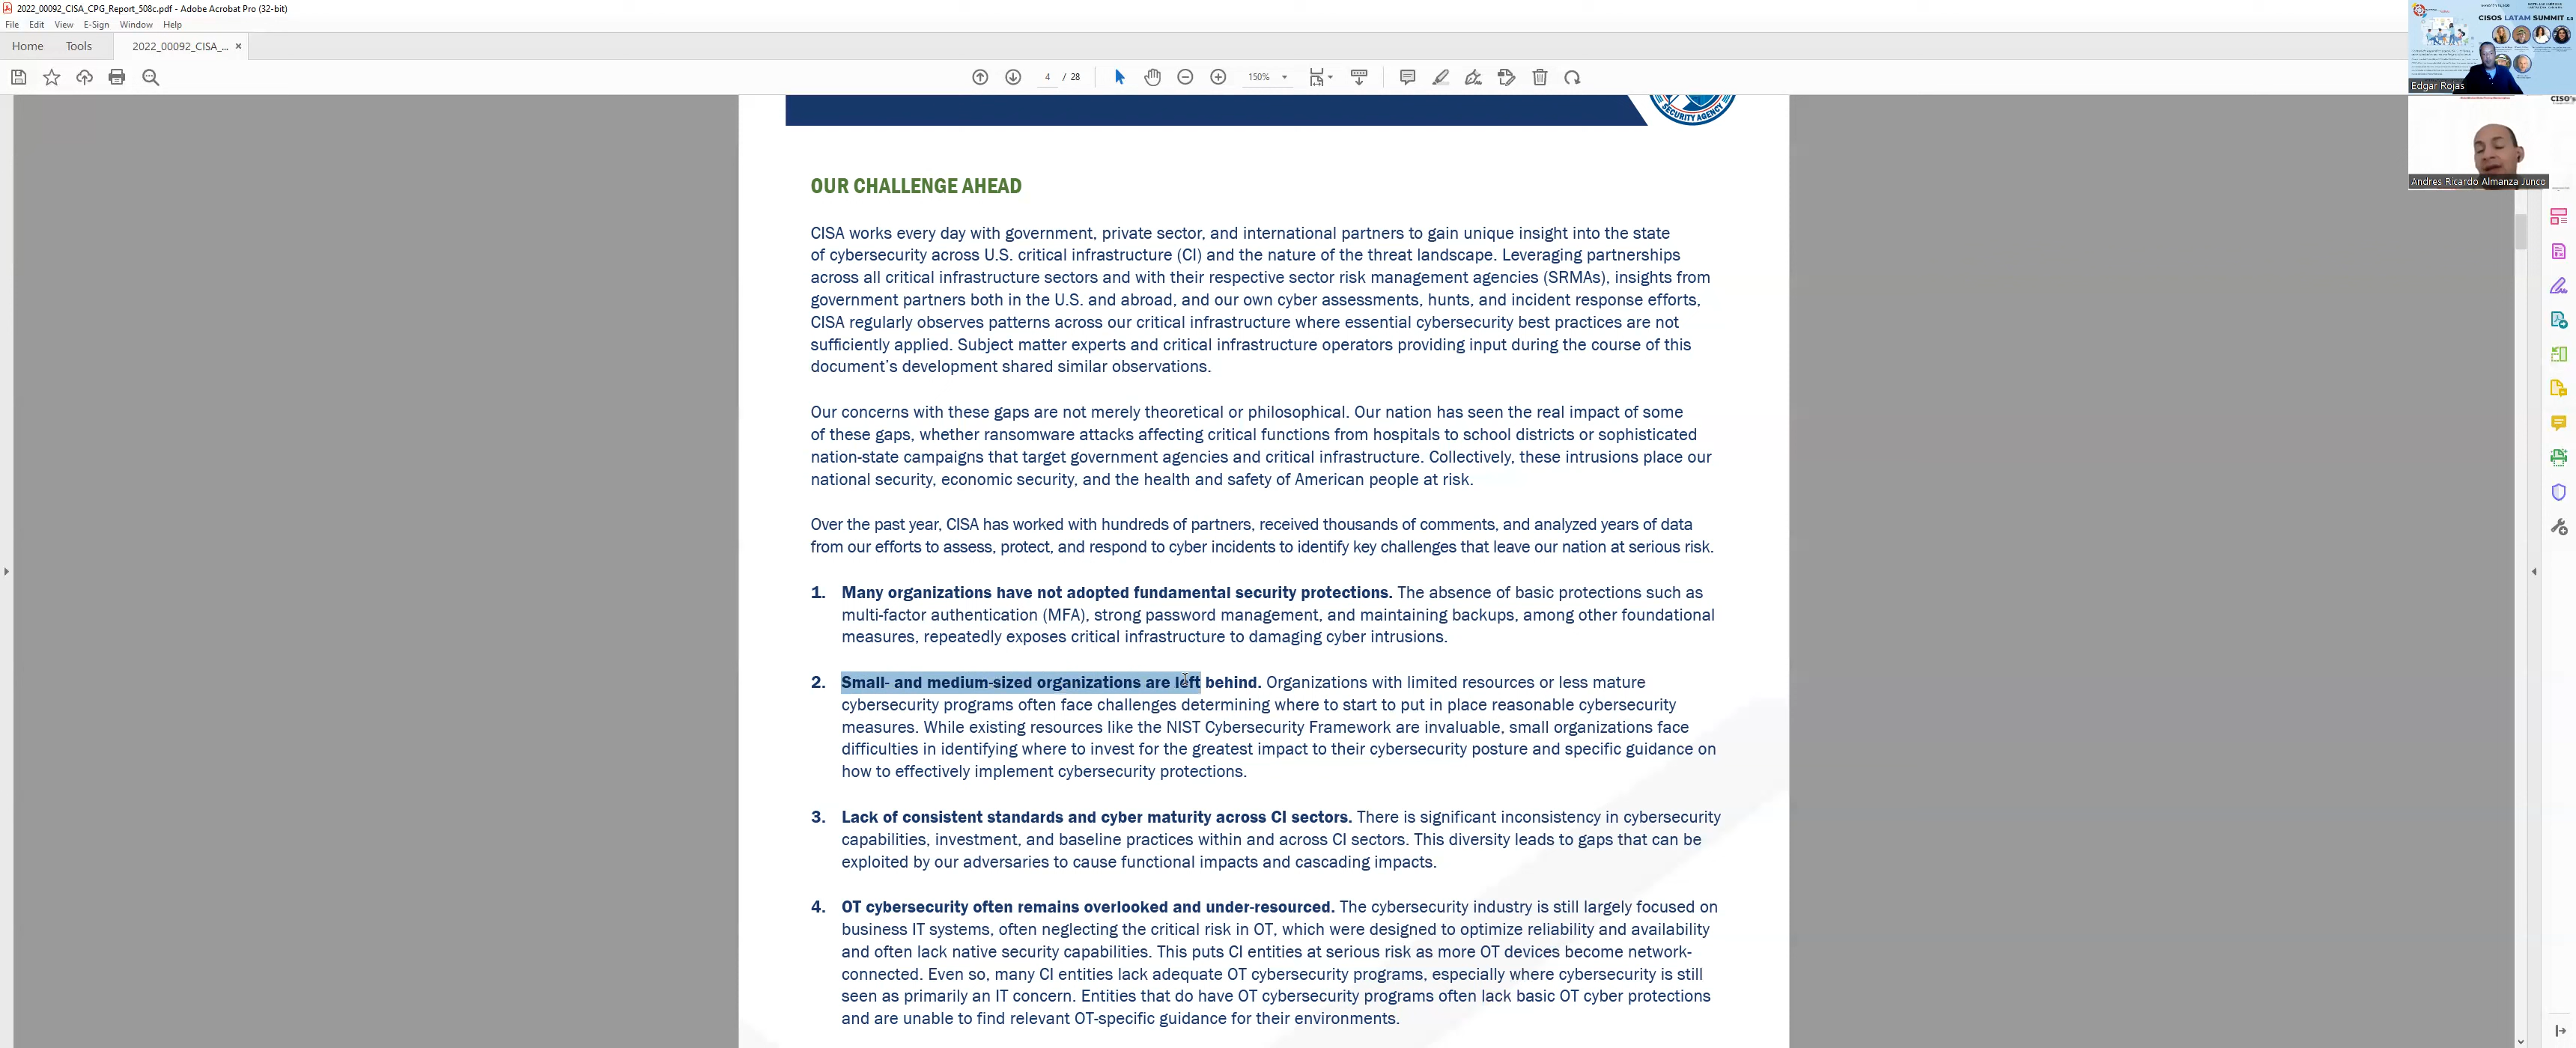 2022_00092_CISA_CPG_Report_508c.pdf - Adobe Acrobat Pro (32-bit)
File Edit View E-Sign Window Help
Home Tools 2022_00092_CISA_... ×
4 / 28 150%
CISOS LATAM SUMMIT
Edgar Rojas
CISO's
Andres Ricardo Almanza Junco
SECURITY AGENCY
OUR CHALLENGE AHEAD
CISA works every day with government, private sector, and international partners to gain unique insight into the state
of cybersecurity across U.S. critical infrastructure (CI) and the nature of the threat landscape. Leveraging partnerships
across all critical infrastructure sectors and with their respective sector risk management agencies (SRMAs), insights from
government partners both in the U.S. and abroad, and our own cyber assessments, hunts, and incident response efforts,
CISA regularly observes patterns across our critical infrastructure where essential cybersecurity best practices are not
sufficiently applied. Subject matter experts and critical infrastructure operators providing input during the course of this
document's development shared similar observations.
Our concerns with these gaps are not merely theoretical or philosophical. Our nation has seen the real impact of some
of these gaps, whether ransomware attacks affecting critical functions from hospitals to school districts or sophisticated
nation-state campaigns that target government agencies and critical infrastructure. Collectively, these intrusions place our
national security, economic security, and the health and safety of American people at risk.
Over the past year, CISA has worked with hundreds of partners, received thousands of comments, and analyzed years of data
from our efforts to assess, protect, and respond to cyber incidents to identify key challenges that leave our nation at serious risk.
1. Many organizations have not adopted fundamental security protections. The absence of basic protections such as
multi-factor authentication (MFA), strong password management, and maintaining backups, among other foundational
measures, repeatedly exposes critical infrastructure to damaging cyber intrusions.
2. Small- and medium-sized organizations are left behind. Organizations with limited resources or less mature
cybersecurity programs often face challenges determining where to start to put in place reasonable cybersecurity
measures. While existing resources like the NIST Cybersecurity Framework are invaluable, small organizations face
difficulties in identifying where to invest for the greatest impact to their cybersecurity posture and specific guidance on
how to effectively implement cybersecurity protections.
3. Lack of consistent standards and cyber maturity across CI sectors. There is significant inconsistency in cybersecurity
capabilities, investment, and baseline practices within and across CI sectors. This diversity leads to gaps that can be
exploited by our adversaries to cause functional impacts and cascading impacts.
4. OT cybersecurity often remains overlooked and under-resourced. The cybersecurity industry is still largely focused on
business IT systems, often neglecting the critical risk in OT, which were designed to optimize reliability and availability
and often lack native security capabilities. This puts CI entities at serious risk as more OT devices become network-
connected. Even so, many CI entities lack adequate OT cybersecurity programs, especially where cybersecurity is still
seen as primarily an IT concern. Entities that do have OT cybersecurity programs often lack basic OT cyber protections
and are unable to find relevant OT-specific guidance for their environments.